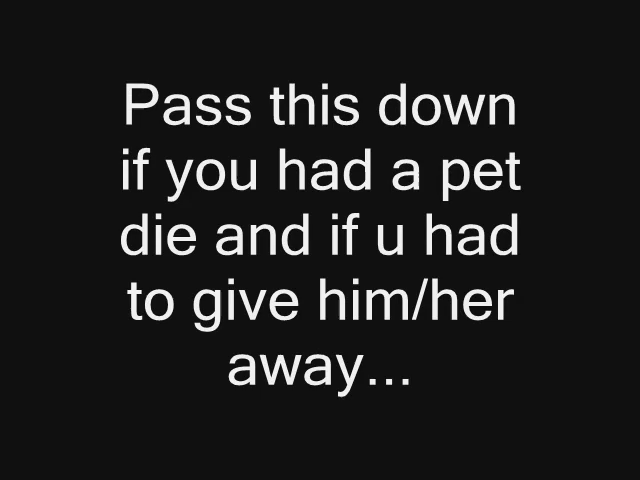 Pass this down
if you had a pet
die and if u had
to give him/her
away...